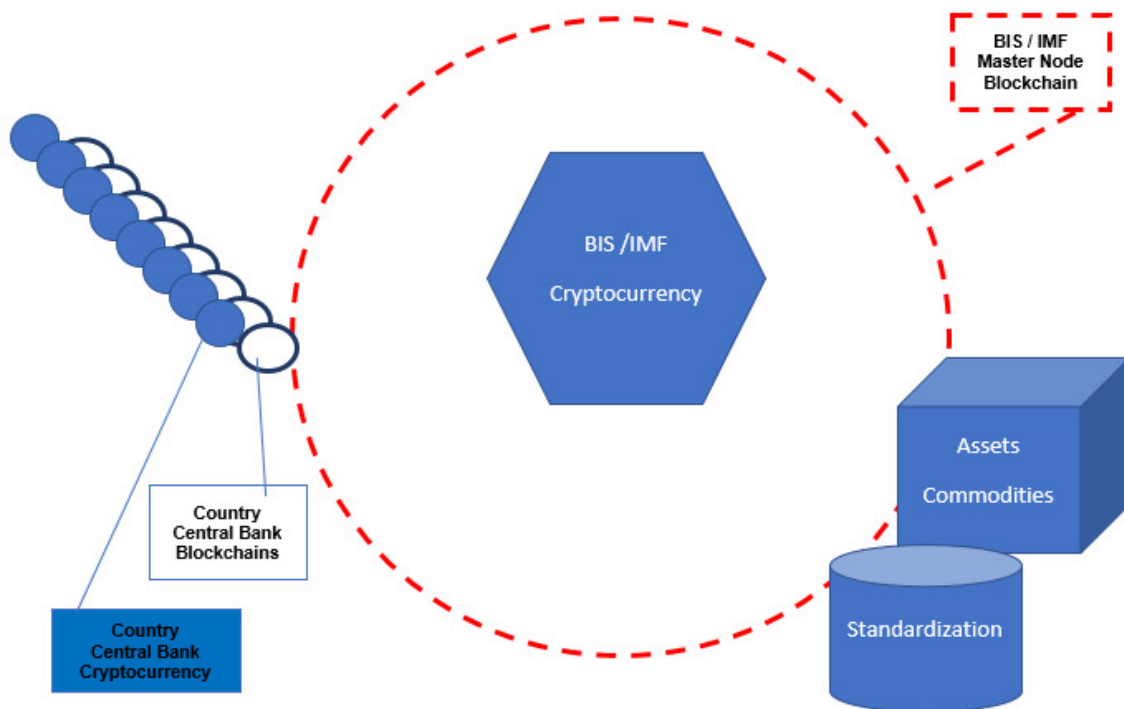 BIS / IMF
Master Node
Blockchain
BIS /IMF
Cryptocurrency
Assets
Commodities
Standardization
Country
Central Bank
Blockchains
Country
Central Bank
Cryptocurrency